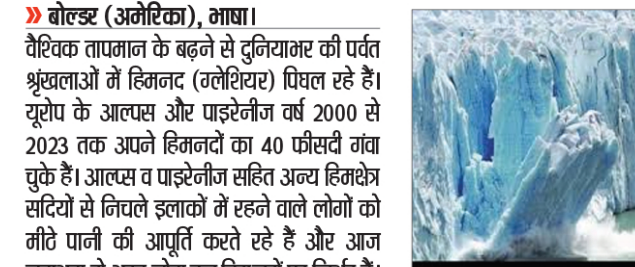 » बोल्डर (अमेरिका), भाषा।
वैश्विक तापमान के बढ़ने से दुनियाभर की पर्वत
श्रृंखलाओं में हिमनद (ग्लेशियर) पिघल रहे हैं।
यूरोप के आल्पस और पाइरेनीज वर्ष 2000 से
2023 तक अपने हिमनदों का 40 फीसदी गंवा
चुके हैं। आल्प्स व पाइरेनीज सहित अन्य हिमक्षेत्र
सदियों से निचले इलाकों में रहने वाले लोगों को
मीठे पानी की आपूर्ति करते रहे हैं और आज